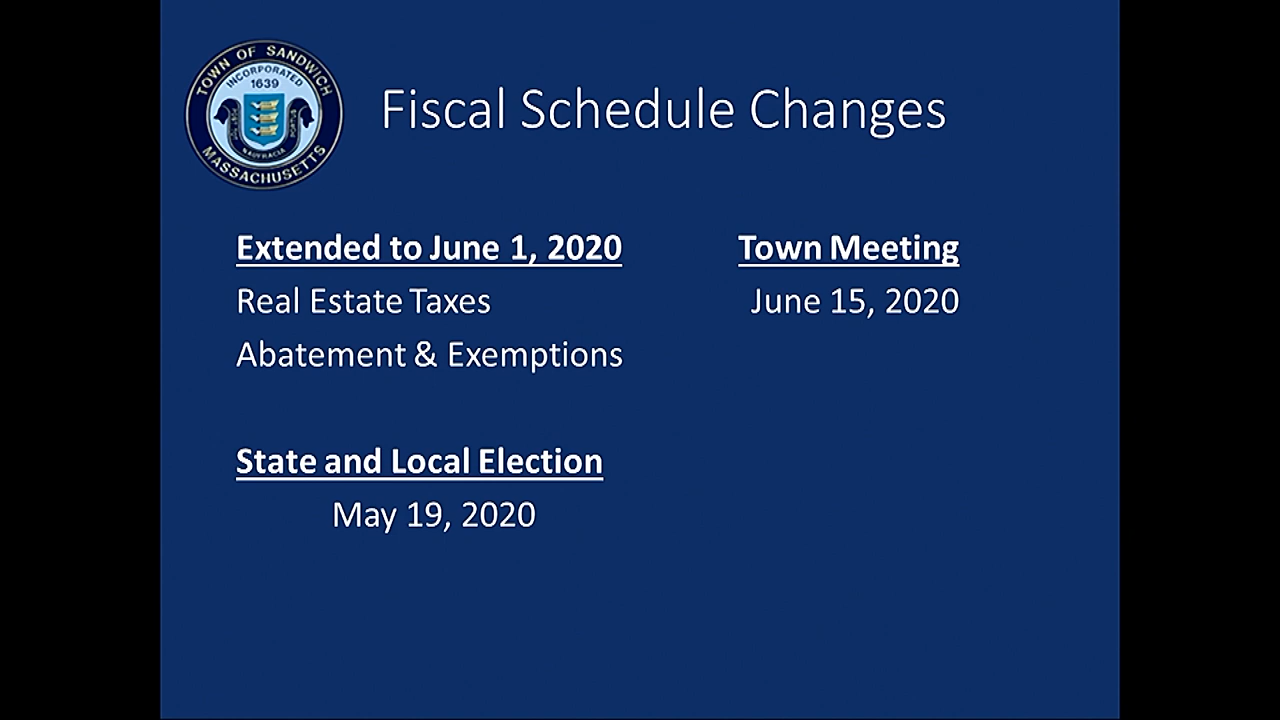 TOWN OF SANDWICH
INCORPORATED
1639
NAUFRAGIA
MASSACHUSETTS
Fiscal Schedule Changes
Extended to June 1, 2020
Real Estate Taxes
Abatement & Exemptions
Town Meeting
June 15, 2020
State and Local Election
May 19, 2020